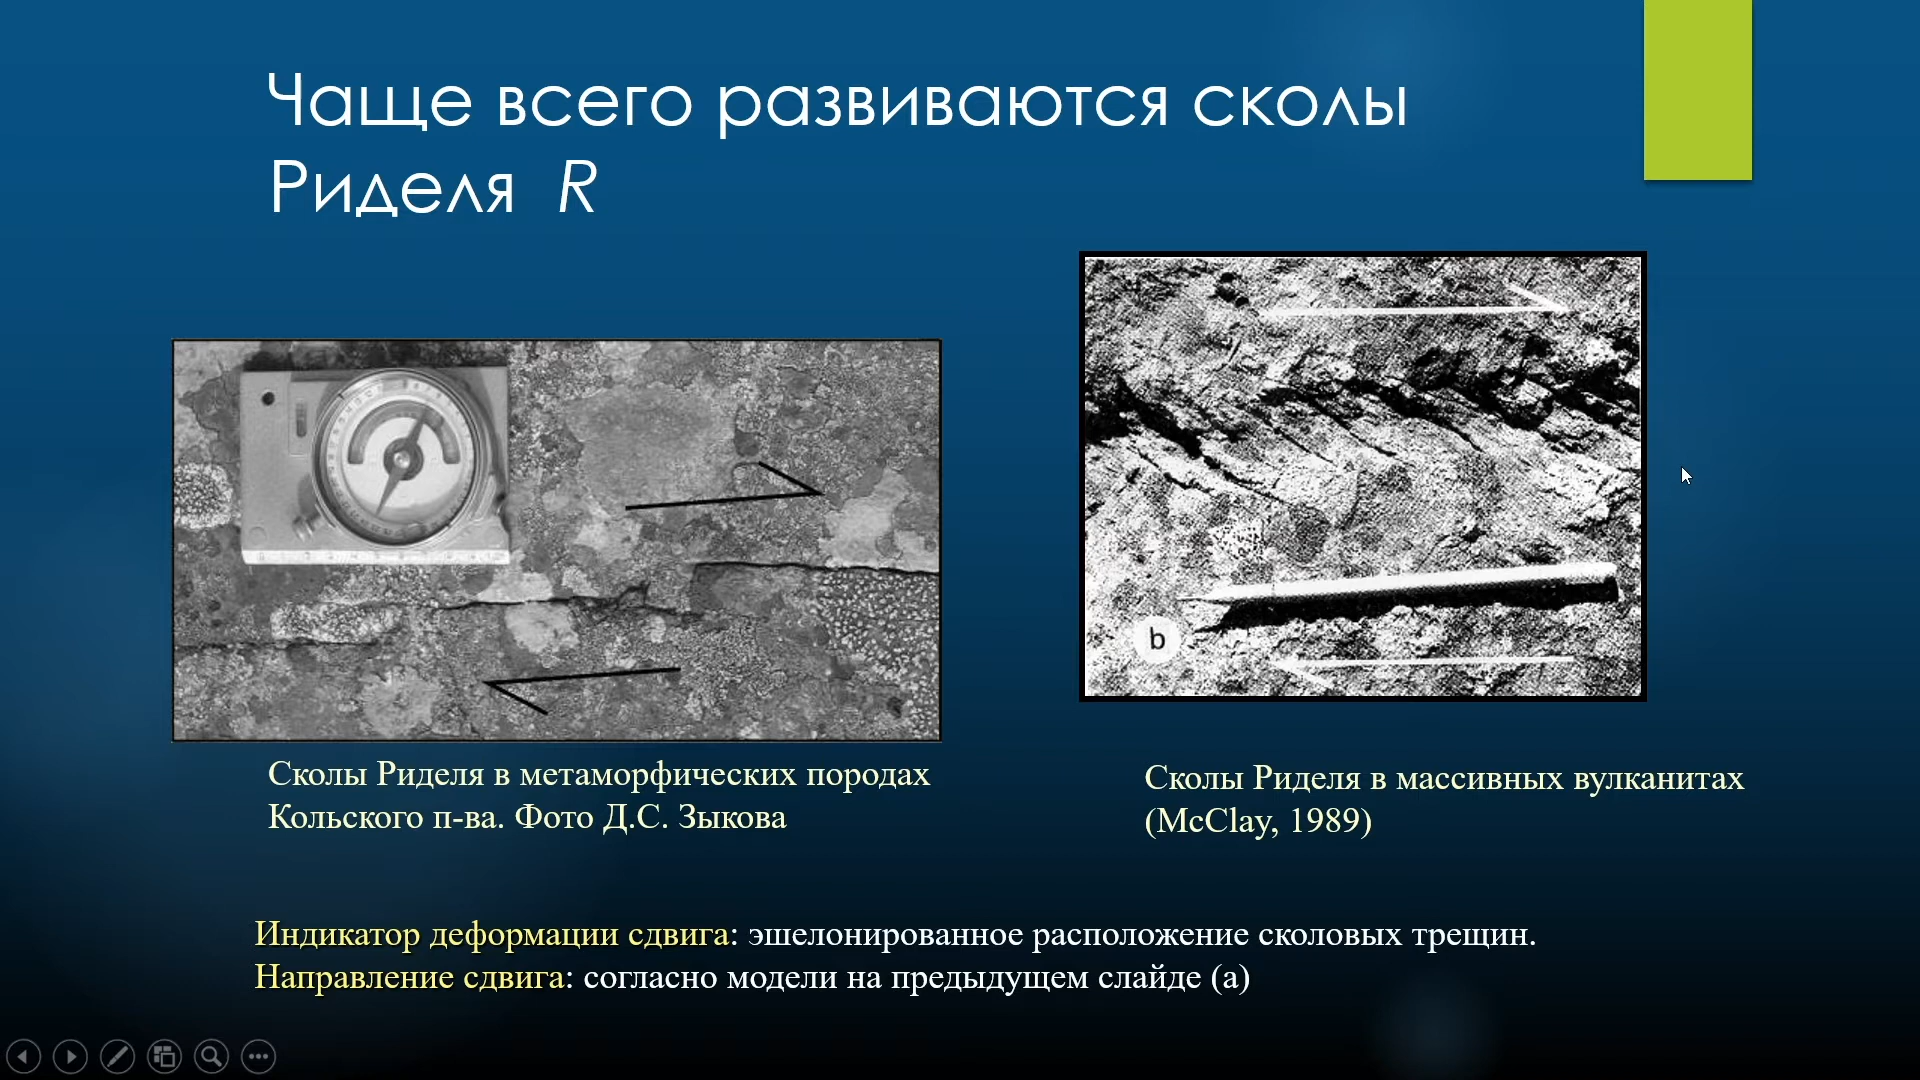 Чаще всего развиваются сколы
Риделя R
b
Сколы Риделя в метаморфических породах
Кольского п-ва. Фото Д.С. Зыкова
Сколы Риделя в массивных вулканитах
(McClay, 1989)
Индикатор деформации сдвига: эшелонированное расположение сколовых трещин.
Направление сдвига: согласно модели на предыдущем слайде (а)